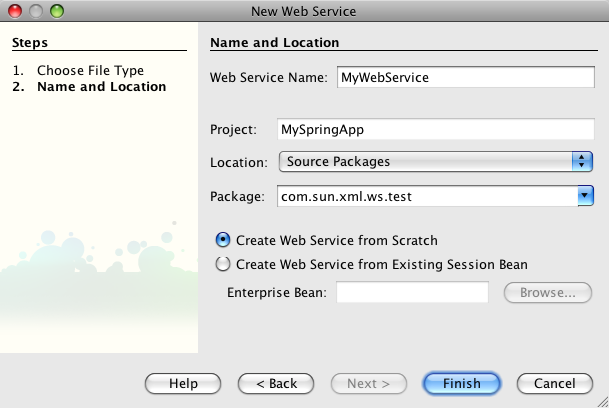 New Web Service
Steps
1. Choose File Type
2. Name and Location
Name and Location
Web Service Name: MyWebService
Project: MySpringApp
Location: Source Packages
Package: com.sun.xml.ws.test
Create Web Service from Scratch
Create Web Service from Existing Session Bean
Enterprise Bean: Browse...
Help < Back Next > Finish Cancel